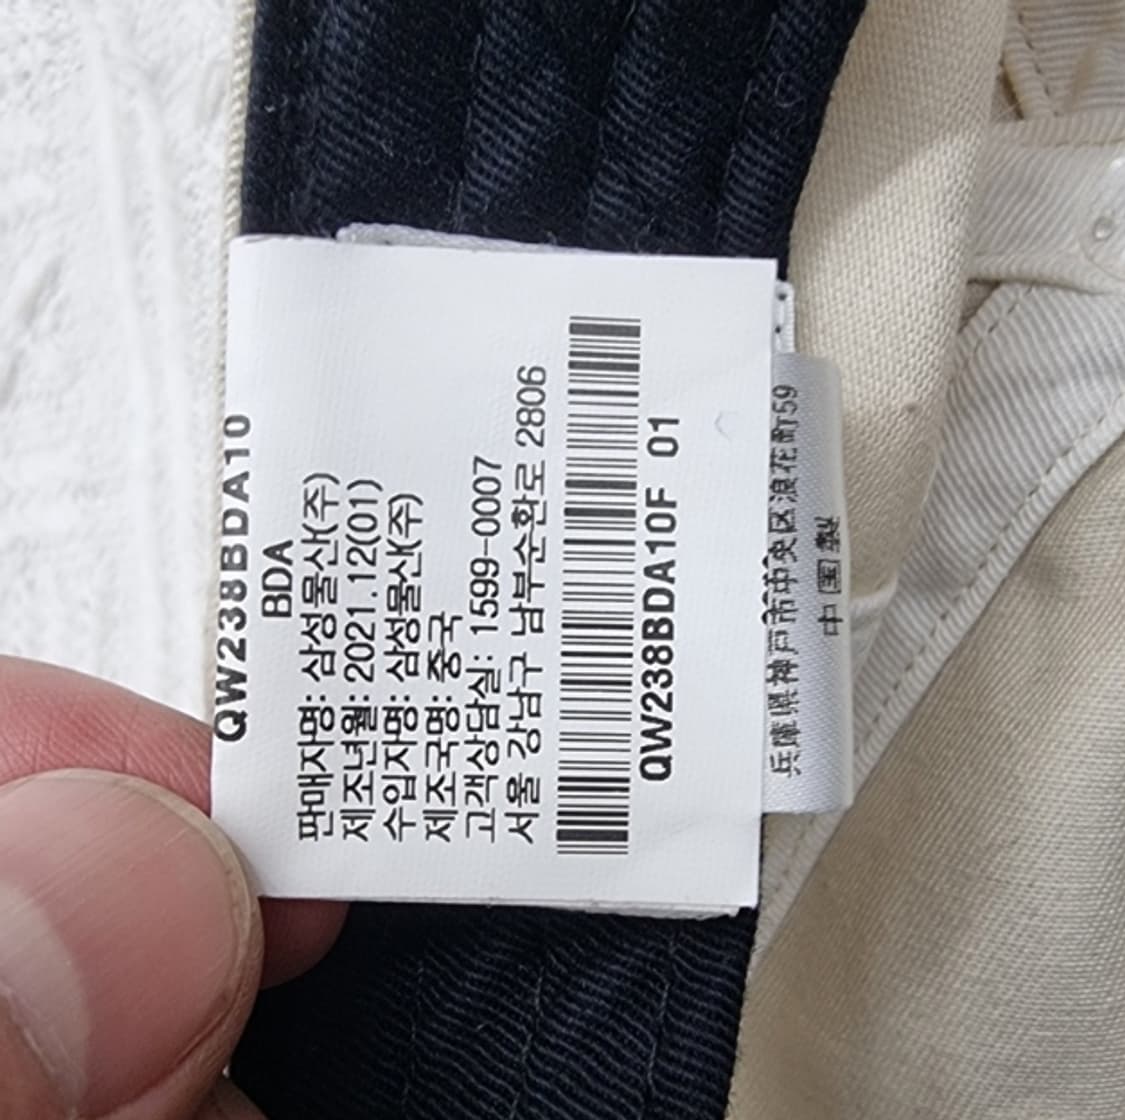 QW238BDA10
BDA
판매자명: 삼성물산(주)
제조년월: 2021.12(01)
수입자명: 삼성물산(주)
제조국명: 중국
고객상담실: 1599-0007
서울 강남구 남부순환로 2806
QW238BDA10F 01
兵庫県神戸市中央区浪花町59
中国製